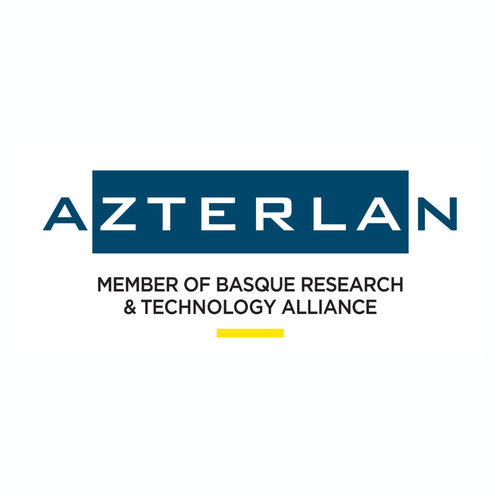 AZTERLAN
MEMBER OF BASQUE RESEARCH
& TECHNOLOGY ALLIANCE